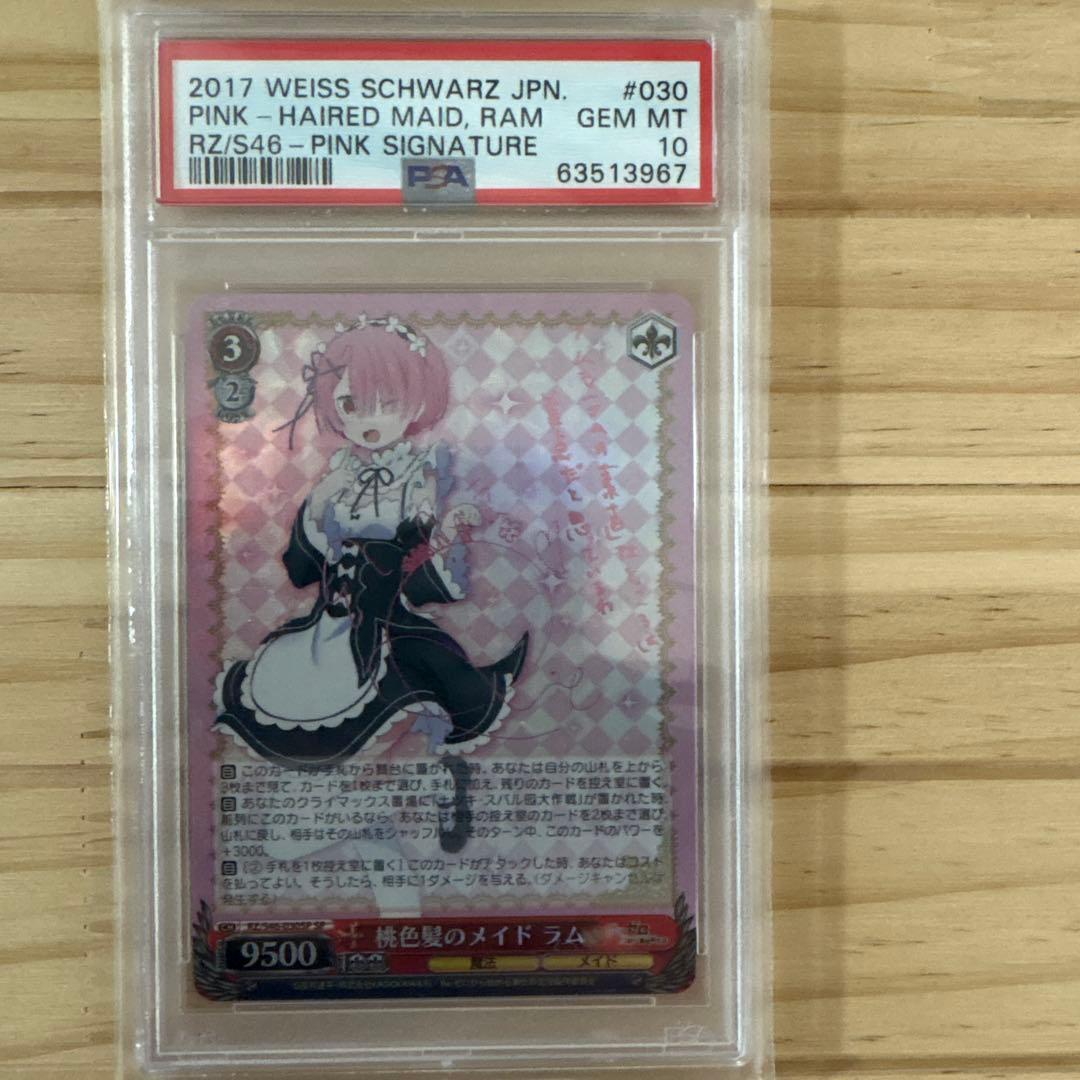 2017 WEISS SCHWARZ JPN. #030
PINK - HAIRED MAID, RAM GEM MT
RZ/S46 - PINK SIGNATURE 10
PSA 63513967
3
2
自 このカードが手札から舞台に置かれた時、あなたは自分の山札を上から
3枚まで見て、カードを1枚まで選び、手札に加え、残りのカードを控え室に置く。
自 あなたのクライマックス置場に「ナツキ・スバル囮大作戦」が置かれた時、
前列にこのカードがいるなら、あなたは相手の控え室のカードを2枚まで選び、
山札に戻し、相手はその山札をシャッフルし、そのターン中、このカードのパワーを
+3000。
自 [② 手札を1枚控え室に置く] このカードがアタックした時、あなたはコスト
を払ってよい。そうしたら、相手に1ダメージを与える。(ダメージキャンセルは
発生する)
RZ/S46-030SP SP
9500 桃色髪のメイド ラム
魔法 メイド